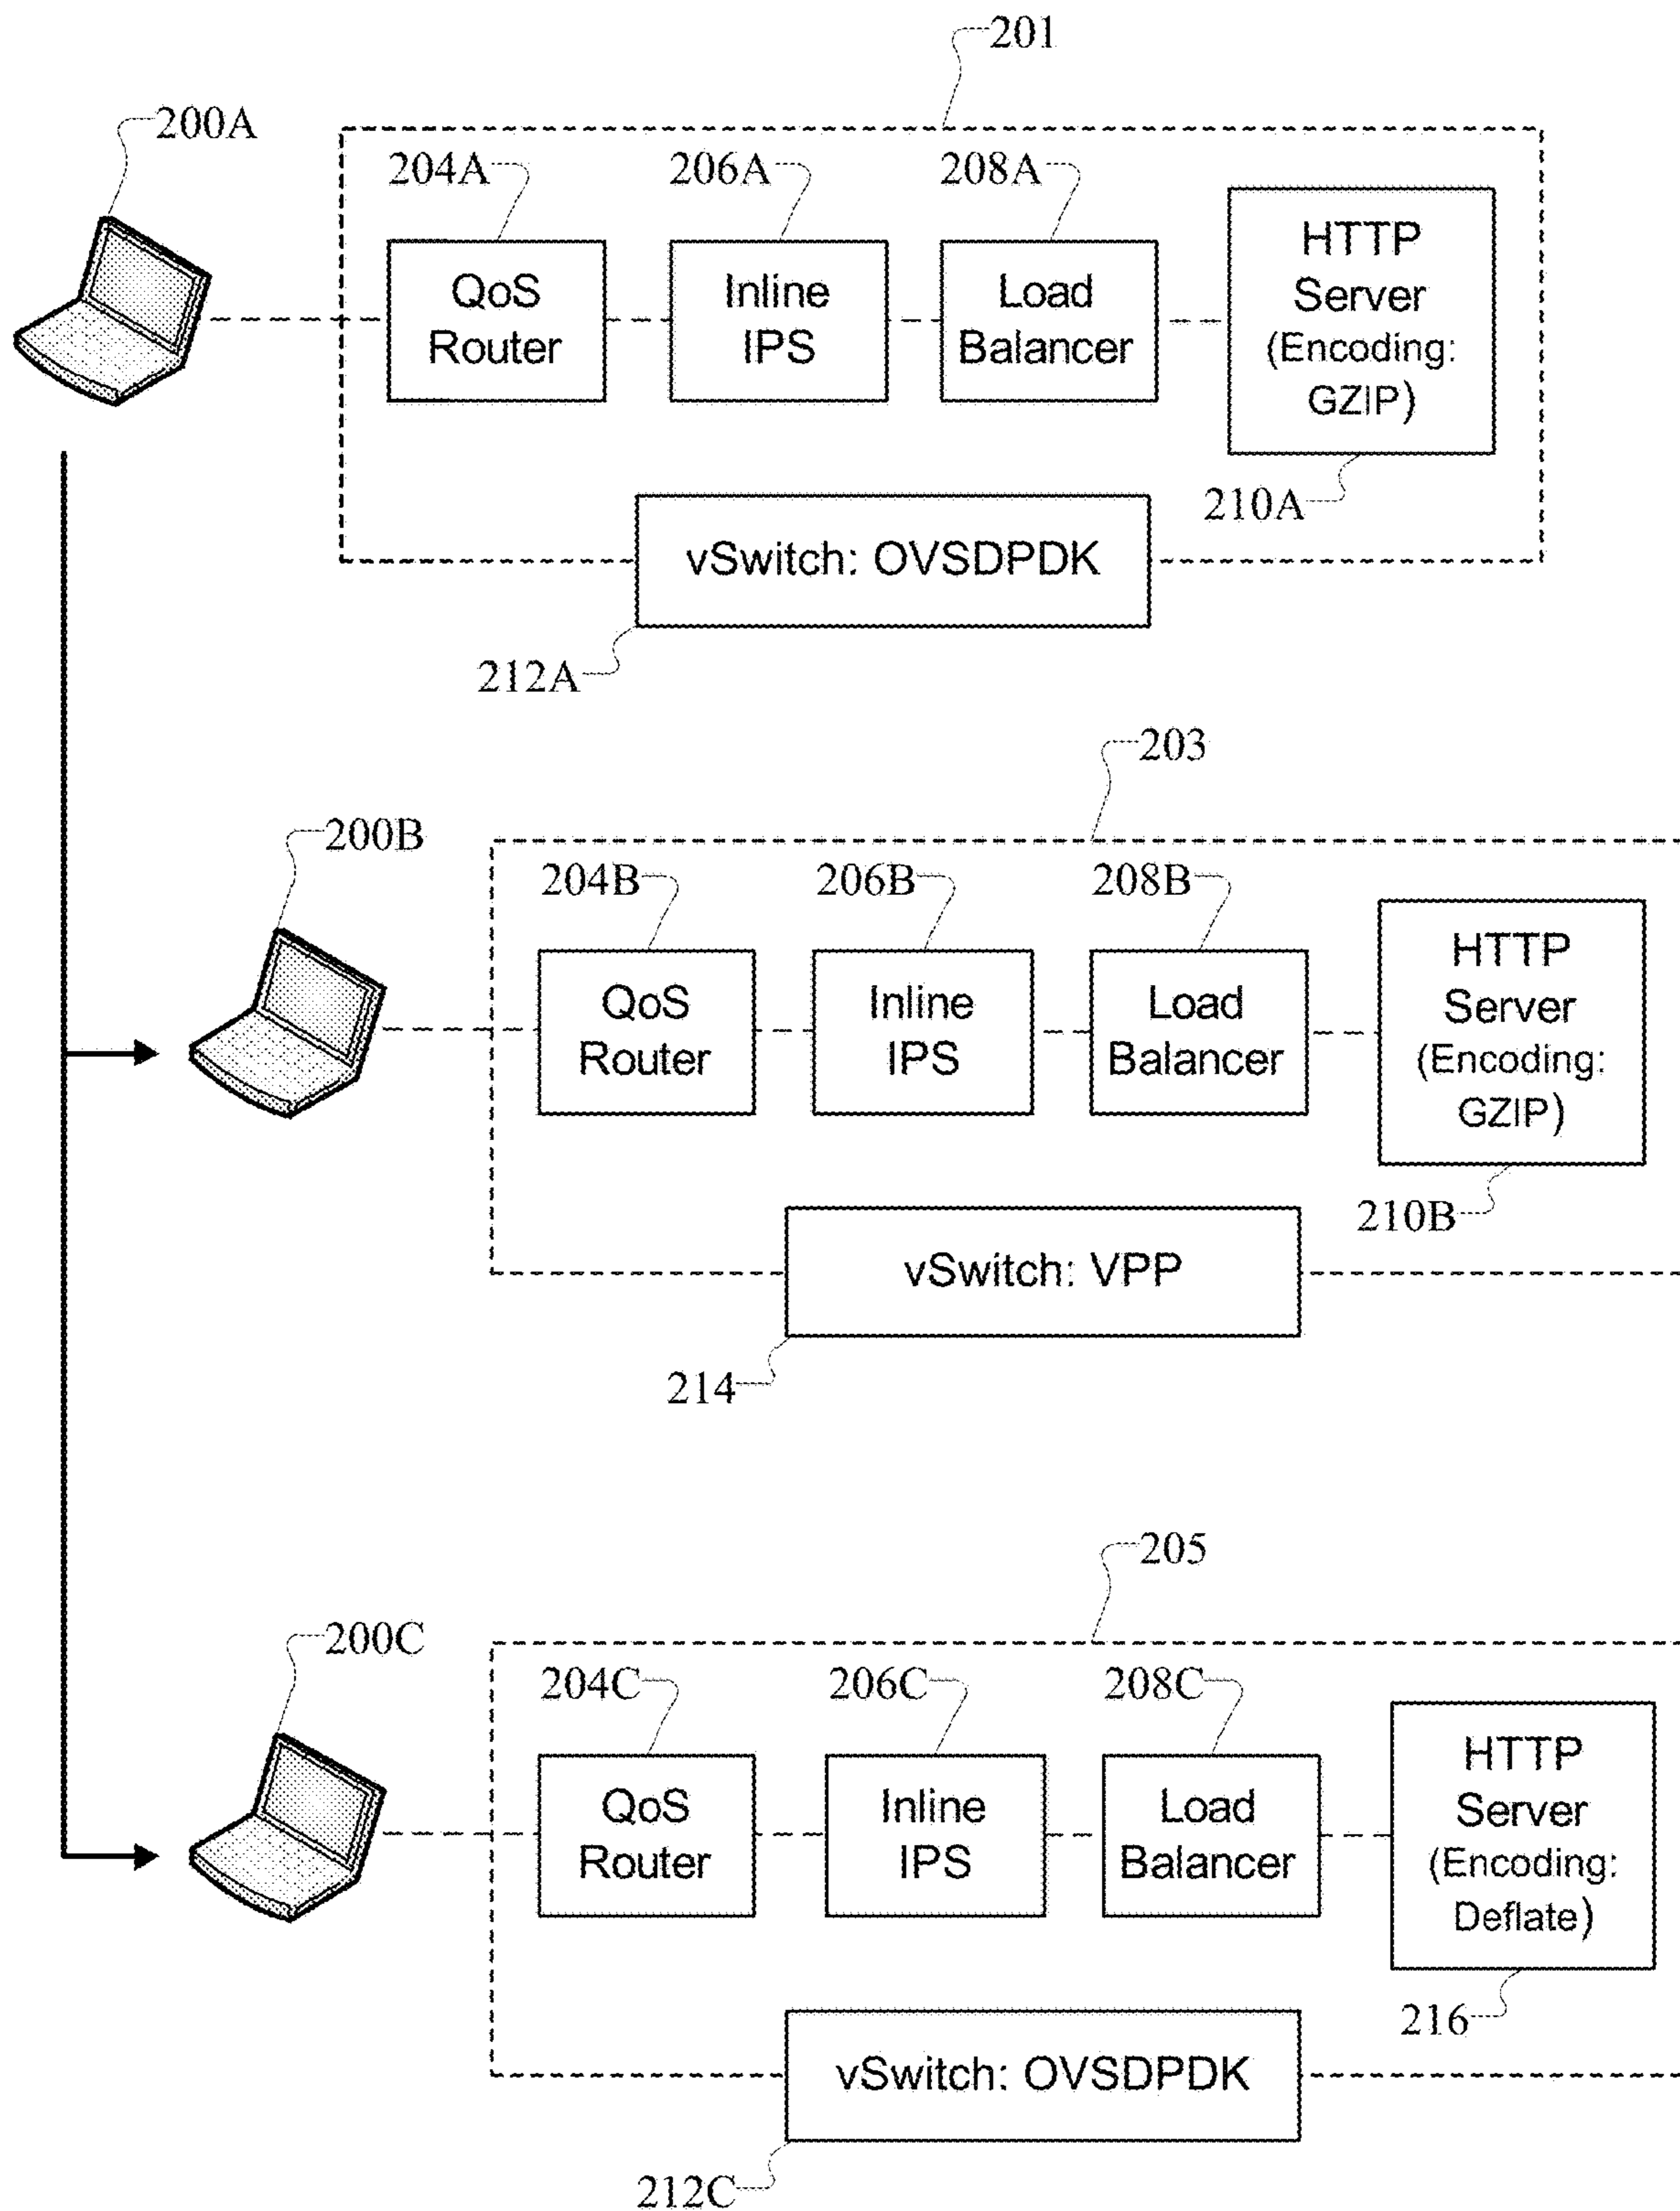 201
200A
204A
206A
208A
QoS
Router
Inline
IPS
Load
Balancer
HTTP
Server
(Encoding:
GZIP)
210A
vSwitch: OVSDPDK
212A
203
200B
204B
206B
208B
QoS
Router
Inline
IPS
Load
Balancer
HTTP
Server
(Encoding:
GZIP)
210B
vSwitch: VPP
214
205
200C
204C
206C
208C
QoS
Router
Inline
IPS
Load
Balancer
HTTP
Server
(Encoding:
Deflate)
216
vSwitch: OVSDPDK
212C